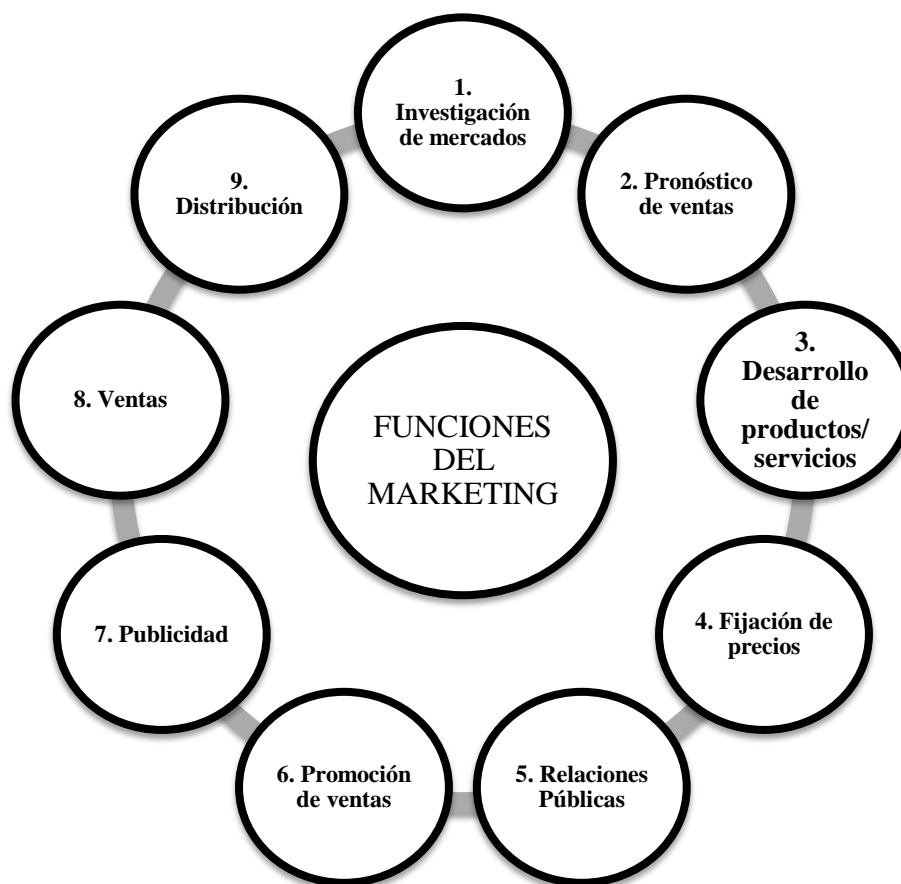 1.
Investigación
de mercados
2. Pronóstico
de ventas
3.
Desarrollo
de
productos/
servicios
4. Fijación de
precios
5. Relaciones
Públicas
6. Promoción
de ventas
7. Publicidad
8. Ventas
9.
Distribución
FUNCIONES
DEL
MARKETING